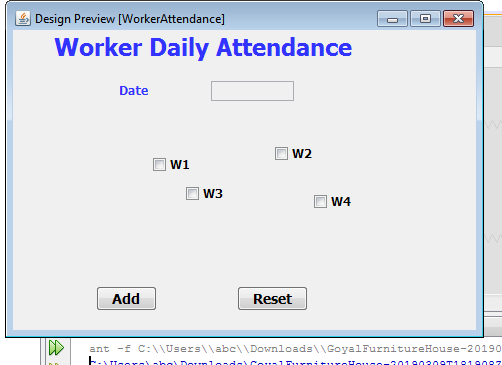 Design Preview [WorkerAttendance]
Worker Daily Attendance
Date
W1
W2
W3
W4
Add Reset
ant -f C:\\Users\\abc\\Downloads\\GoyalFurnitureHouse-20190